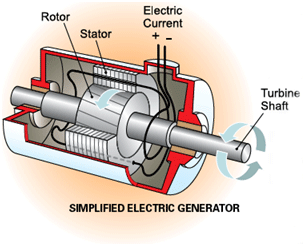 Electric
Current
+ –
Rotor
Stator
Turbine
Shaft
SIMPLIFIED ELECTRIC GENERATOR